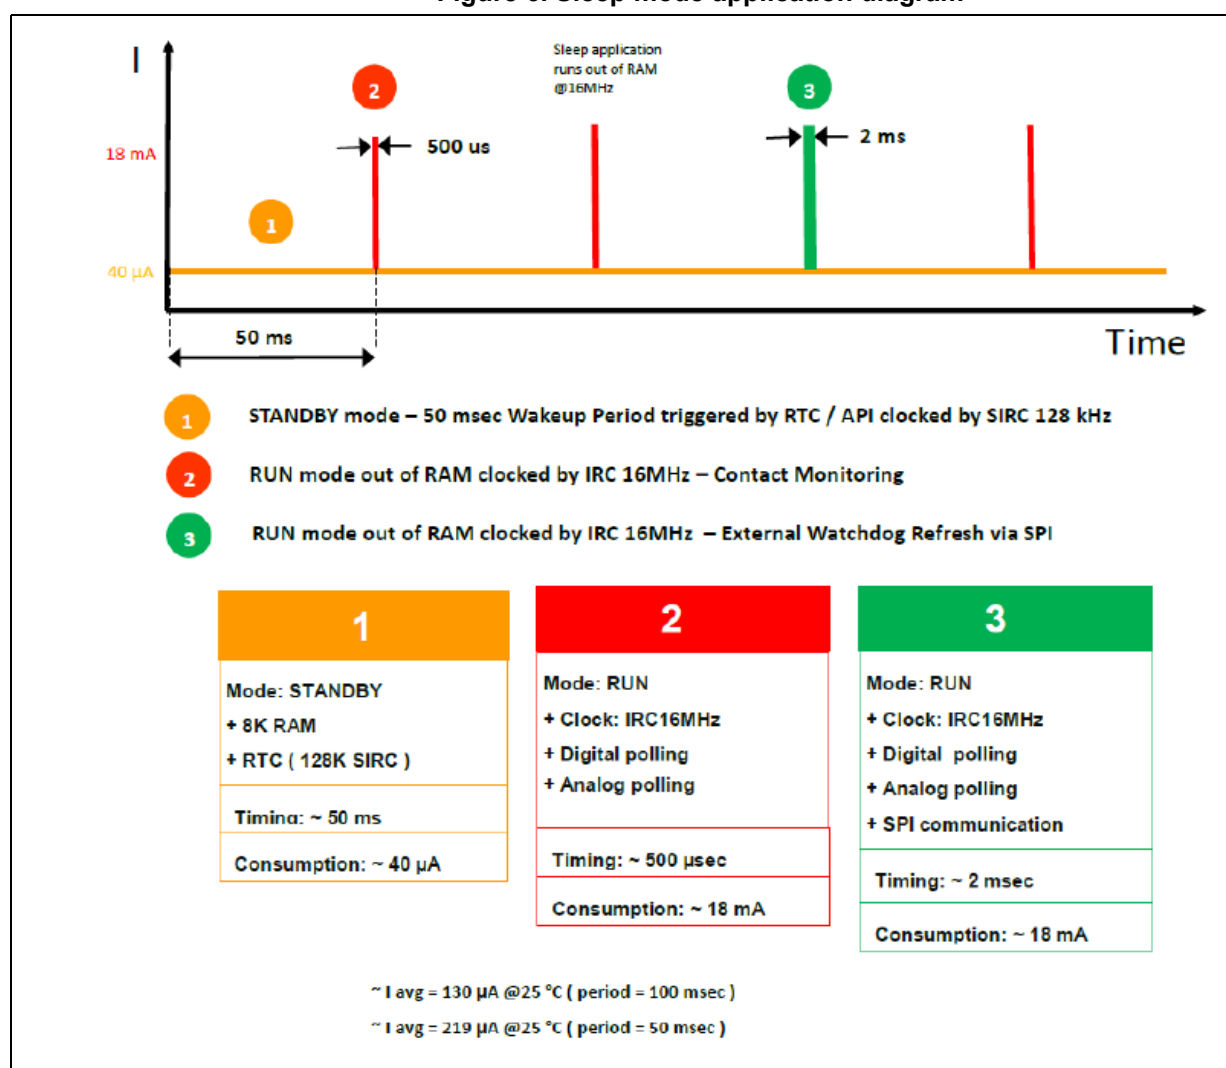 Figure 6. Sleep mode application diagram
I
Sleep application
runs out of RAM
@16MHz
2
3
18 mA
500 us
2 ms
1
40 µA
50 ms
Time
1 STANDBY mode – 50 msec Wakeup Period triggered by RTC / API clocked by SIRC 128 kHz
2 RUN mode out of RAM clocked by IRC 16MHz – Contact Monitoring
3 RUN mode out of RAM clocked by IRC 16MHz – External Watchdog Refresh via SPI
1
Mode: STANDBY
+ 8K RAM
+ RTC ( 128K SIRC )
Timing: ~ 50 ms
Consumption: ~ 40 µA
2
Mode: RUN
+ Clock: IRC16MHz
+ Digital polling
+ Analog polling
Timing: ~ 500 µsec
Consumption: ~ 18 mA
3
Mode: RUN
+ Clock: IRC16MHz
+ Digital polling
+ Analog polling
+ SPI communication
Timing: ~ 2 msec
Consumption: ~ 18 mA
~ I avg = 130 µA @25 °C ( period = 100 msec )
~ I avg = 219 µA @25 °C ( period = 50 msec )